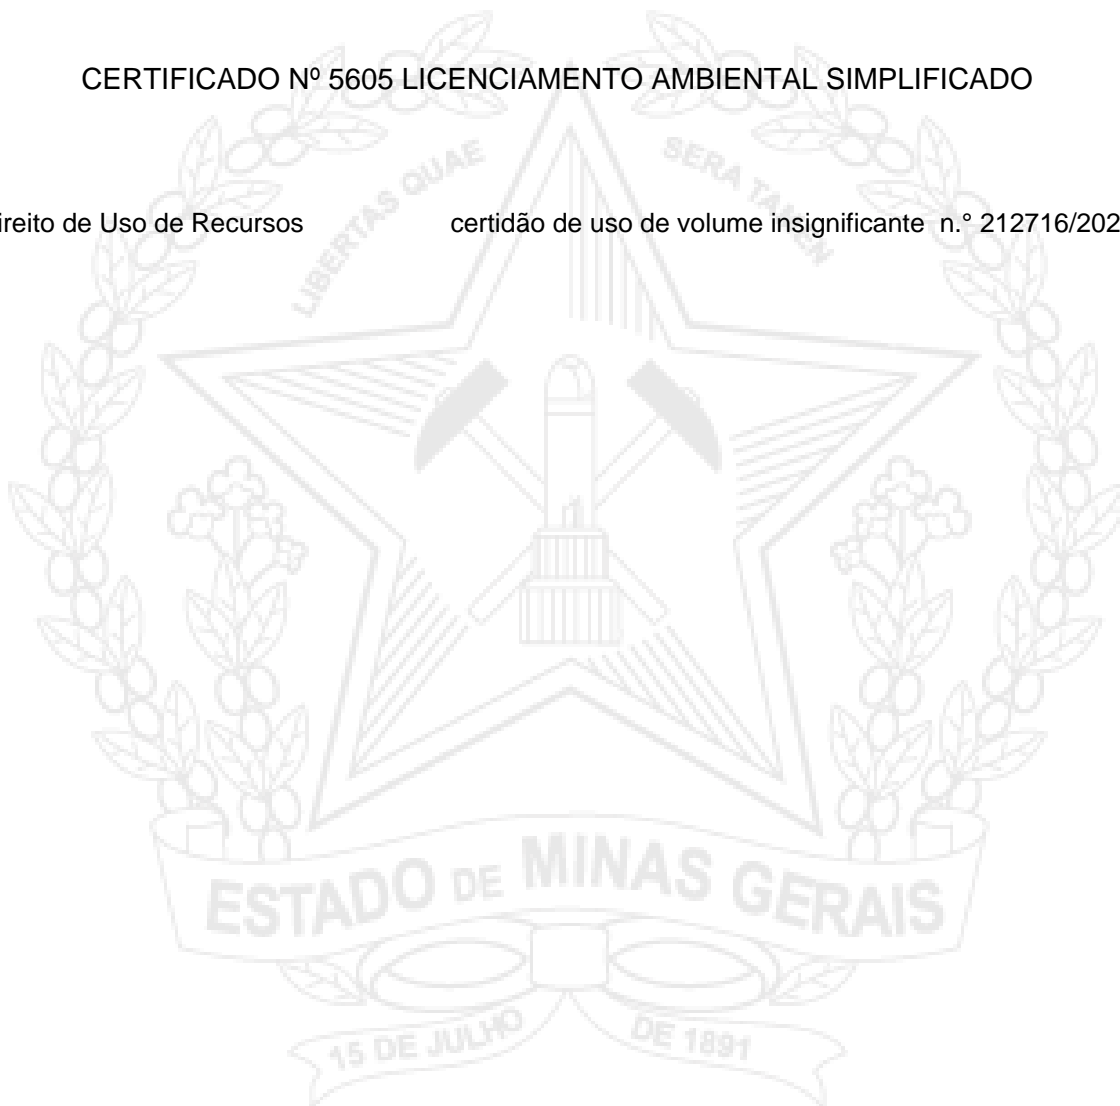 CERTIFICADO Nº 5605 LICENCIAMENTO AMBIENTAL SIMPLIFICADO
LIBERTAS QUAE SERA TAMEN
ireito de Uso de Recursos certidão de uso de volume insignificante n.° 212716/202
ESTADO DE MINAS GERAIS
15 DE JULHO DE 1891